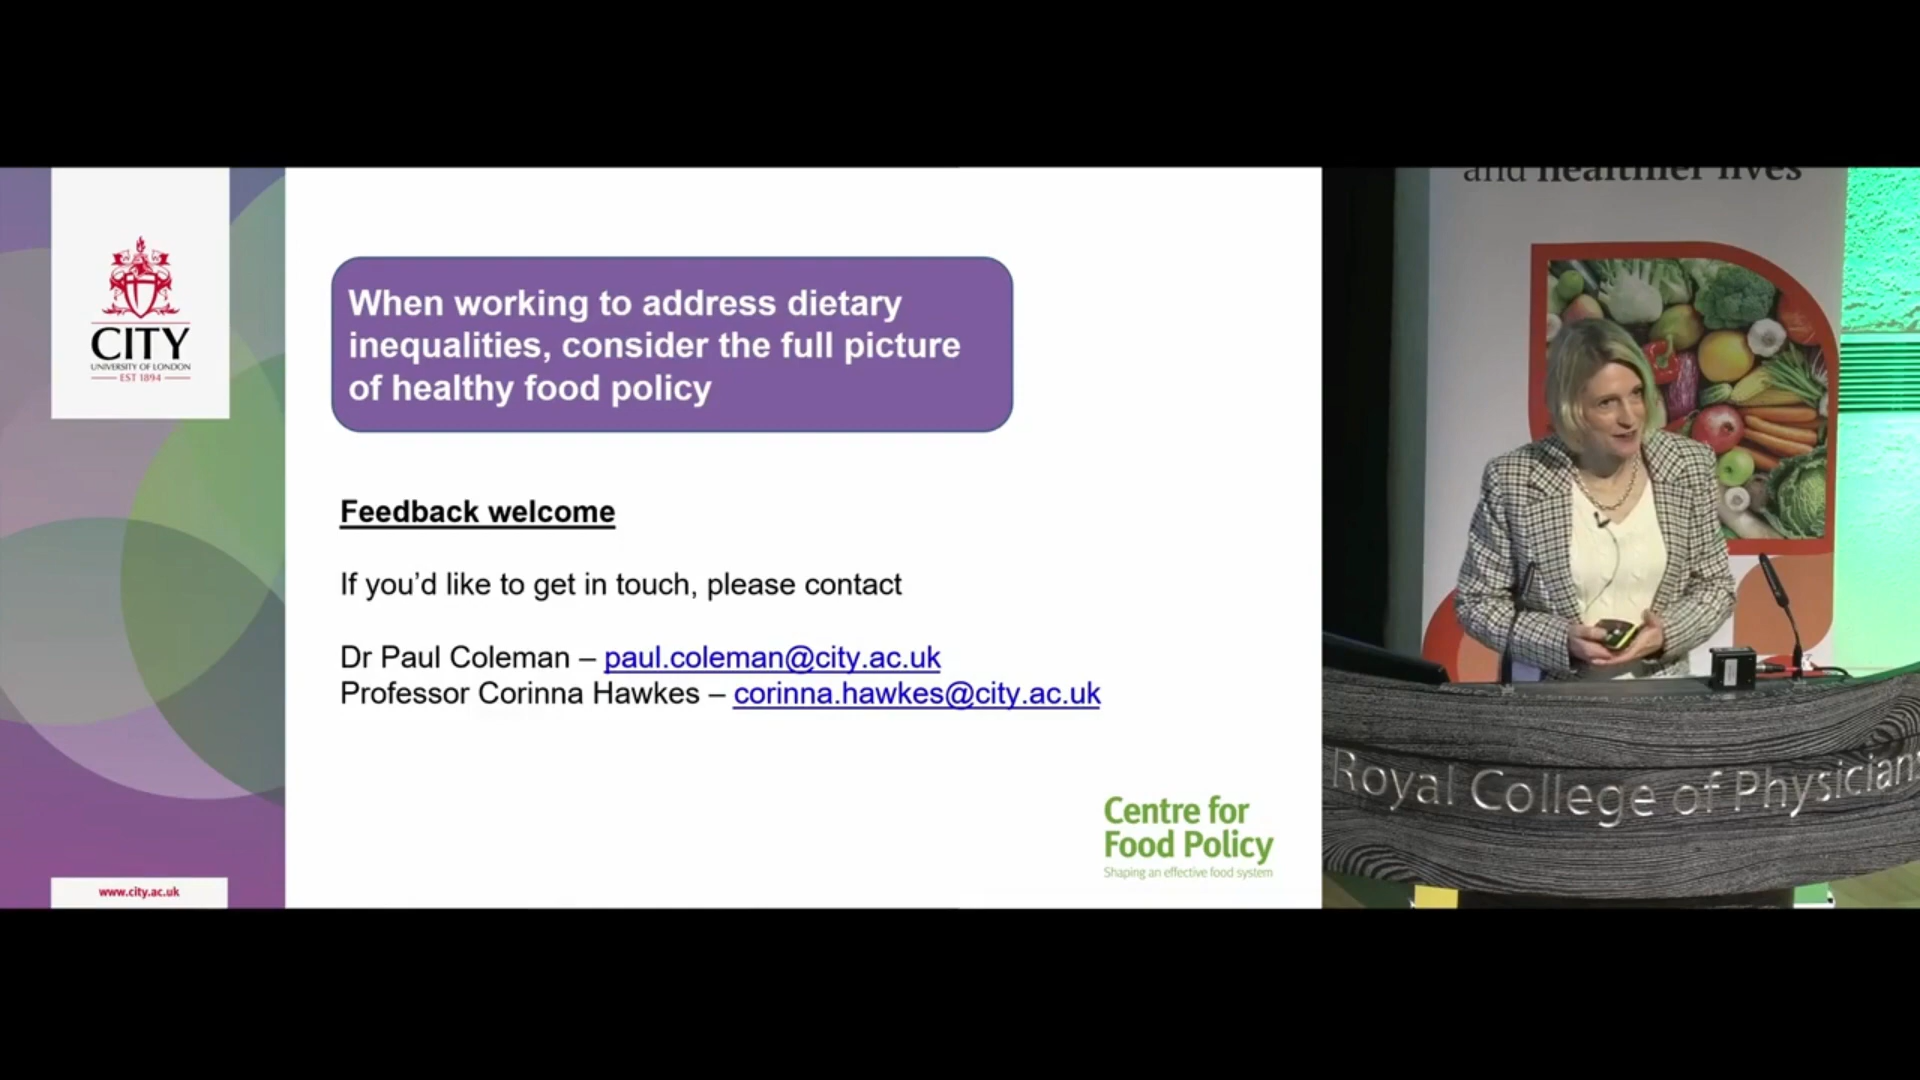 CITY
UNIVERSITY OF LONDON
EST 1894
When working to address dietary
inequalities, consider the full picture
of healthy food policy
Feedback welcome
If you’d like to get in touch, please contact
Dr Paul Coleman – paul.coleman@city.ac.uk
Professor Corinna Hawkes – corinna.hawkes@city.ac.uk
Centre for
Food Policy
Shaping an effective food system
www.city.ac.uk
and healthier lives
Royal College of Physicians